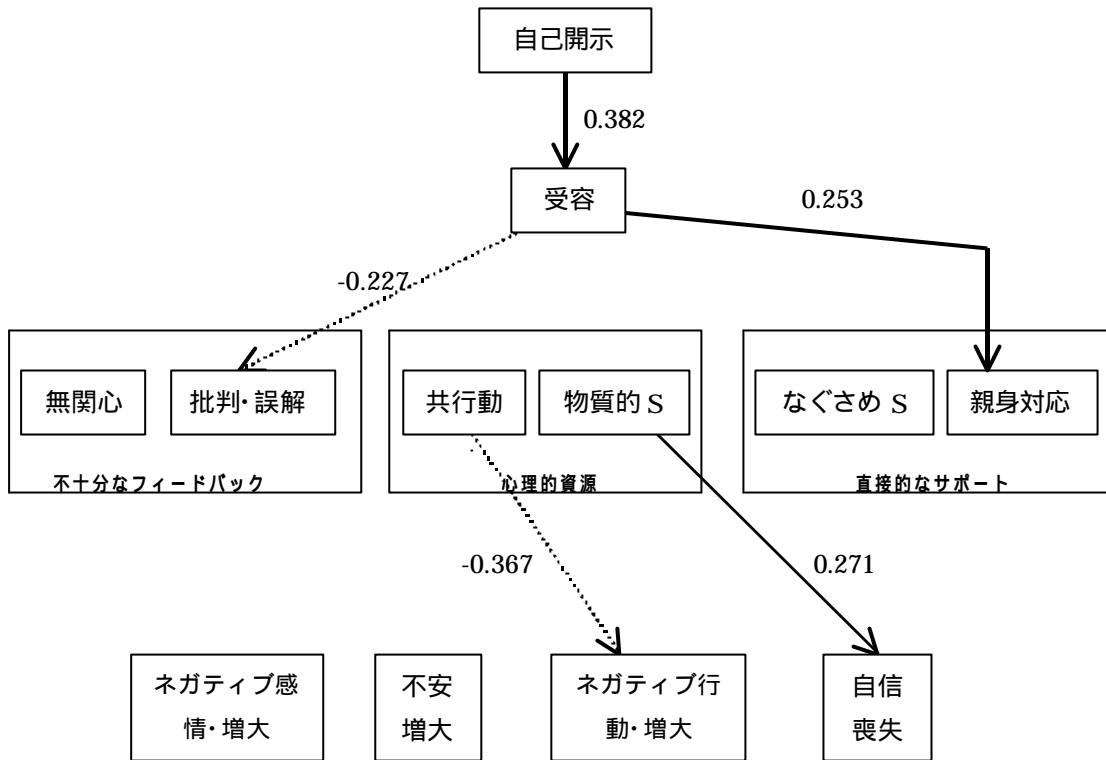 自己開示
0.382
受容
0.253
-0.227
無関心
批判・誤解
共行動
物質的 S
なぐさめ S
親身対応
不十分なフィードバック
心理的資源
直接的なサポート
-0.367
0.271
ネガティブ感
情・増大
不安
増大
ネガティブ行
動・増大
自信
喪失